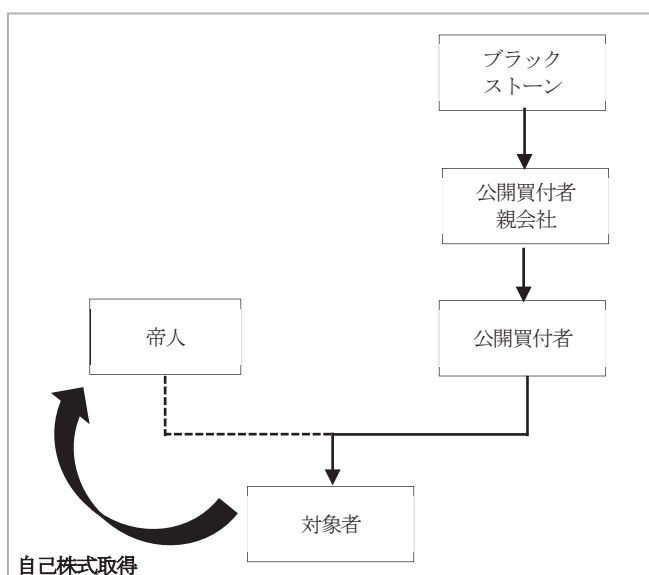 ブラック
ストーン
公開買付者
親会社
帝人
公開買付者
対象者
自己株式取得